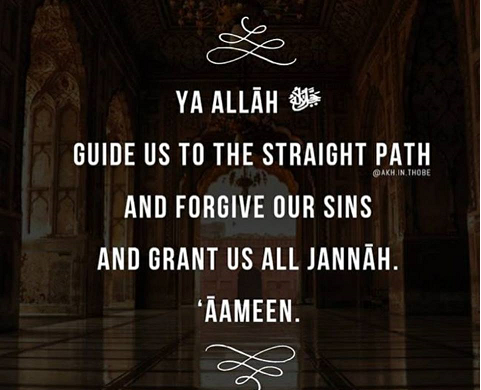 YA ALLĀH ﷻ
GUIDE US TO THE STRAIGHT PATH
@AKH.IN.THOBE
AND FORGIVE OUR SINS
AND GRANT US ALL JANNĀH.
‘ĀAMEEN.